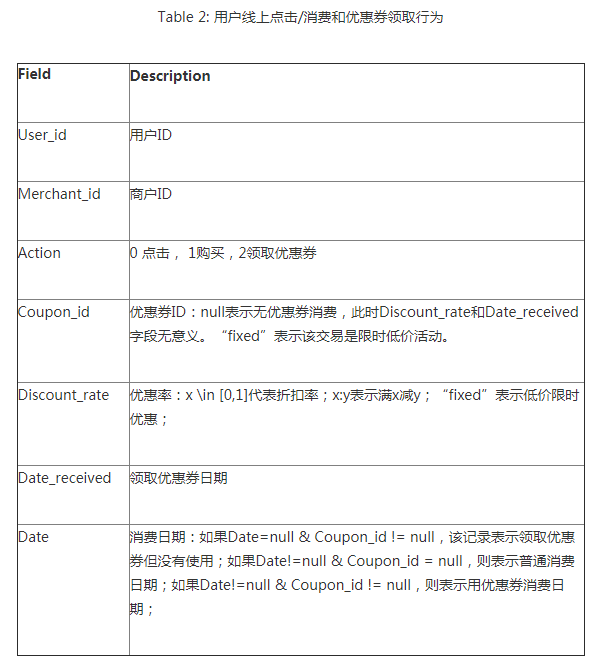 Table 2: 用户线上点击/消费和优惠券领取行为
Field Description
User_id 用户ID
Merchant_id 商户ID
Action 0 点击， 1购买，2领取优惠券
Coupon_id 优惠券ID：null表示无优惠券消费，此时Discount_rate和Date_received
字段无意义。“fixed”表示该交易是限时低价活动。
Discount_rate 优惠率：x \in [0,1]代表折扣率；x:y表示满x减y；“fixed”表示低价限时
优惠；
Date_received 领取优惠券日期
Date 消费日期：如果Date=null & Coupon_id != null，该记录表示领取优惠
券但没有使用；如果Date!=null & Coupon_id = null，则表示普通消费
日期；如果Date!=null & Coupon_id != null，则表示用优惠券消费日
期；